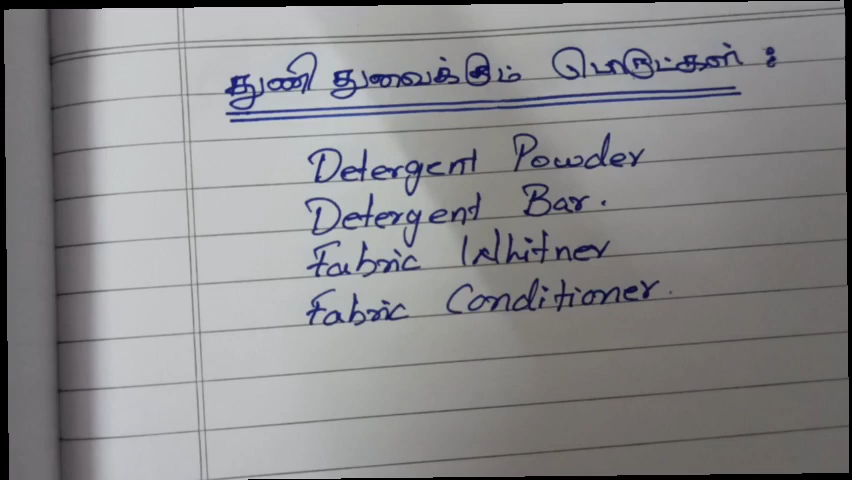 துணி துவைக்கும் பொருட்கள் :
Detergent Powder
Detergent Bar.
Fabric Whitner
Fabric Conditioner.